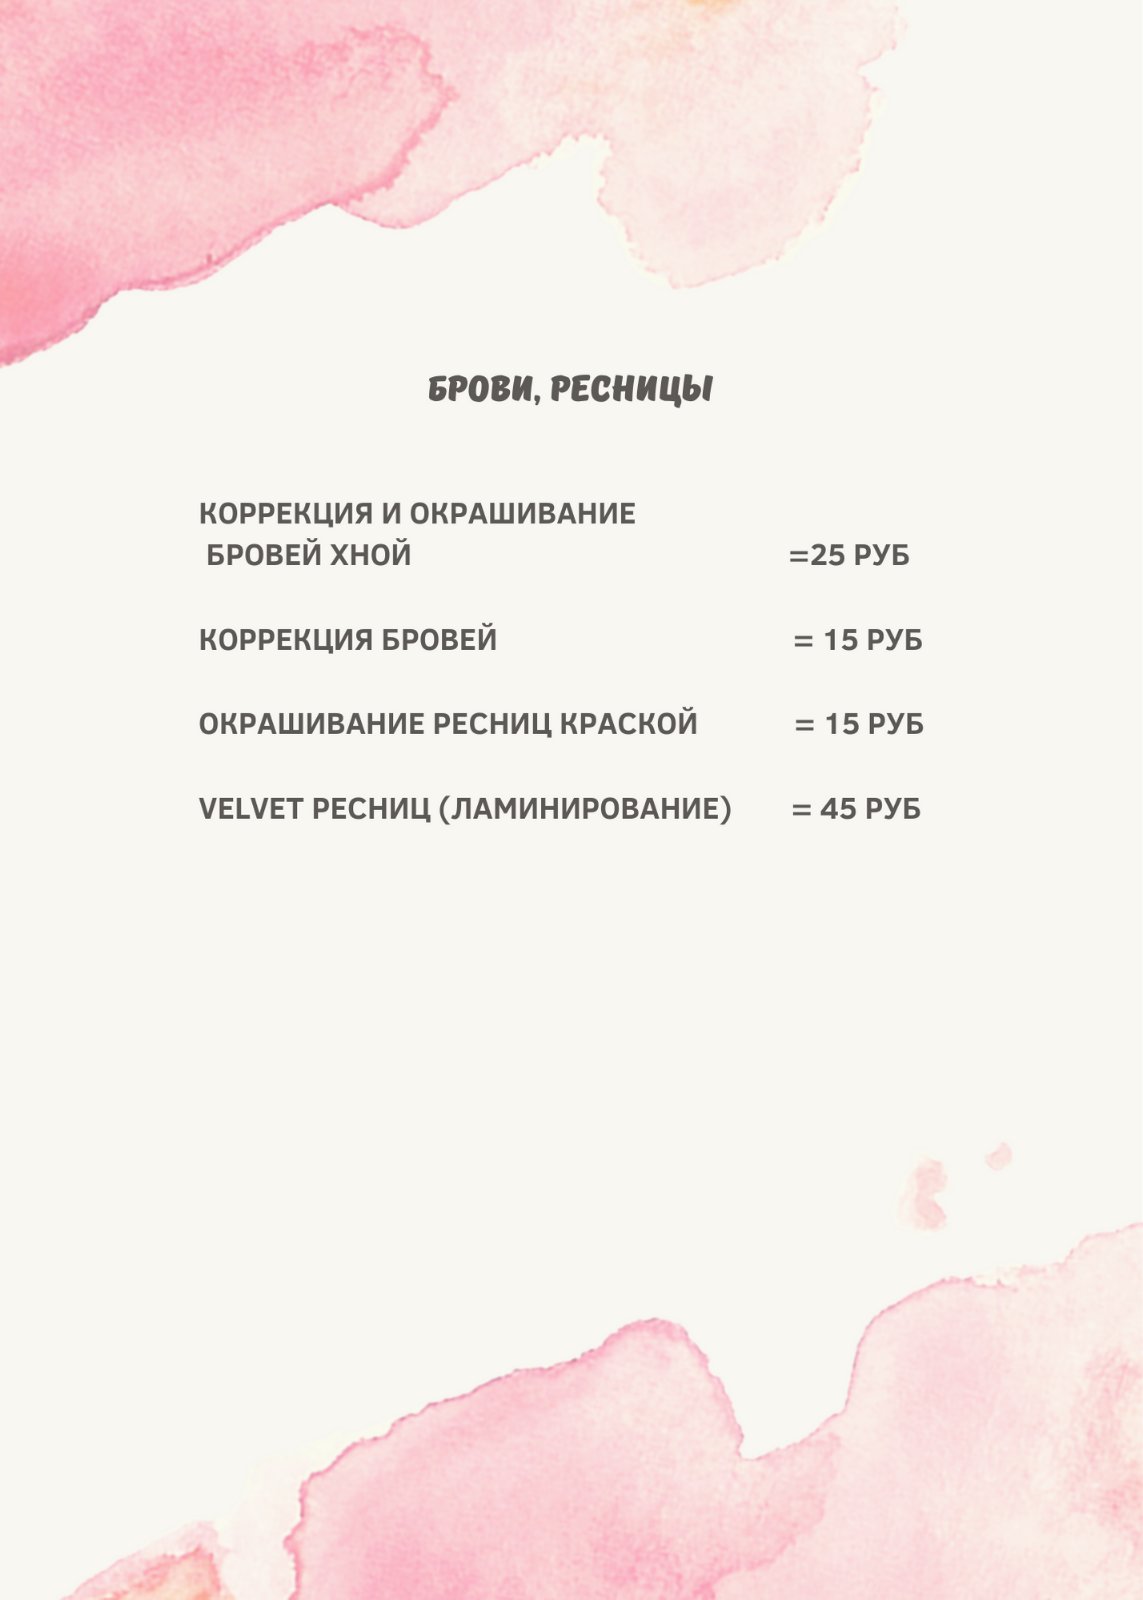 БРОВИ, РЕСНИЦЫ
КОРРЕКЦИЯ И ОКРАШИВАНИЕ
БРОВЕЙ ХНОЙ =25 РУБ
КОРРЕКЦИЯ БРОВЕЙ = 15 РУБ
ОКРАШИВАНИЕ РЕСНИЦ КРАСКОЙ = 15 РУБ
VELVET РЕСНИЦ (ЛАМИНИРОВАНИЕ) = 45 РУБ